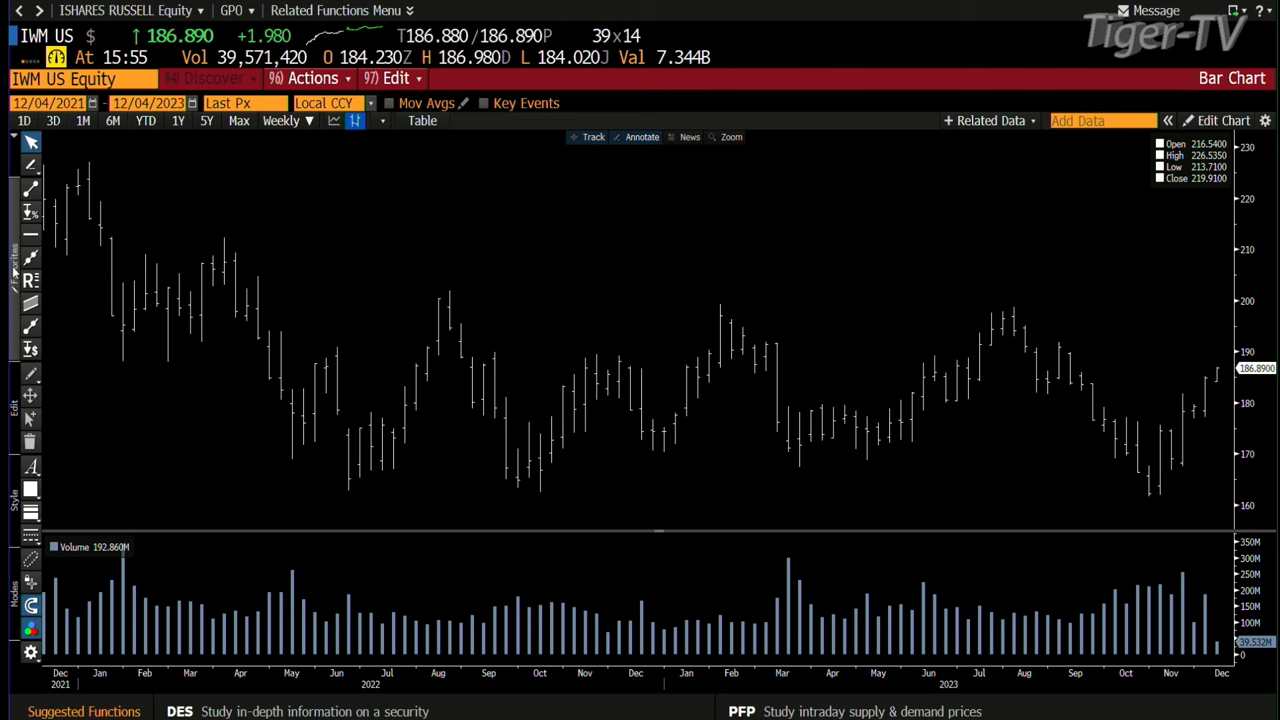 < > ISHARES RUSSELL Equity GPO Related Functions Menu Message ?
IWM US $ ↑ 186.890 +1.980 T186.880/186.890P 39x14
At 15:55 Vol 39,571,420 O 184.230Z H 186.980D L 184.020J Val 7.344B
Tiger-TV
IWM US Equity 94) Discover 96) Actions 97) Edit Bar Chart
12/04/2021 - 12/04/2023 Last Px Local CCY Mov Avgs Key Events
1D 3D 1M 6M YTD 1Y 5Y Max Weekly ▼ Table + Related Data Add Data « Edit Chart
Track Annotate News Zoom
Open 216.5400
High 226.5350
Low 213.7100
Close 219.9100
Favorites
Edit
Style
Modes
230
220
210
200
190
186.8900
180
170
160
Volume 192.860M
350M
300M
250M
200M
150M
100M
39.532M
0
Dec Jan Feb Mar Apr May Jun Jul Aug Sep Oct Nov Dec Jan Feb Mar Apr May Jun Jul Aug Sep Oct Nov Dec
2021 2022 2023
Suggested Functions DES Study in-depth information on a security PFP Study intraday supply & demand prices